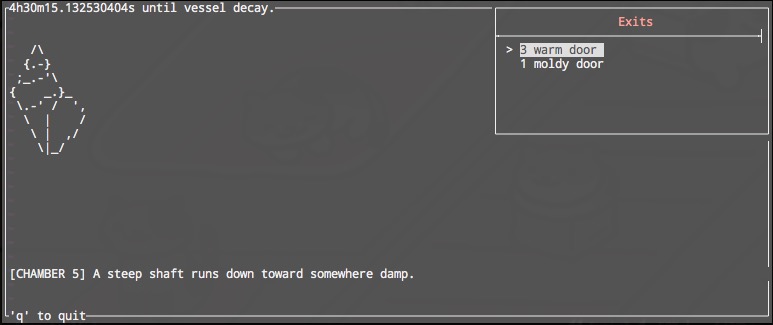 4h30m15.132530404s until vessel decay.
Exits
> 3 warm door
1 moldy door
[CHAMBER 5] A steep shaft runs down toward somewhere damp.
'q' to quit